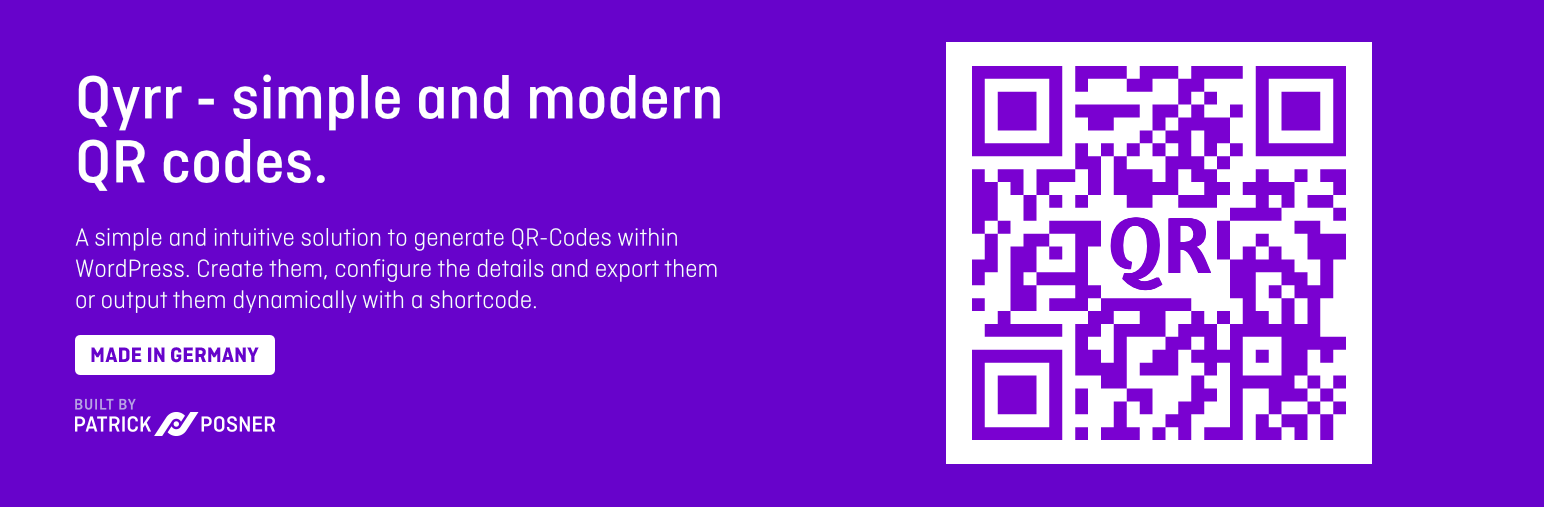 Qyrr - simple and modern
QR codes.
A simple and intuitive solution to generate QR-Codes within
WordPress. Create them, configure the details and export them
or output them dynamically with a shortcode.
MADE IN GERMANY
BUILT BY
PATRICK POSNER
QR